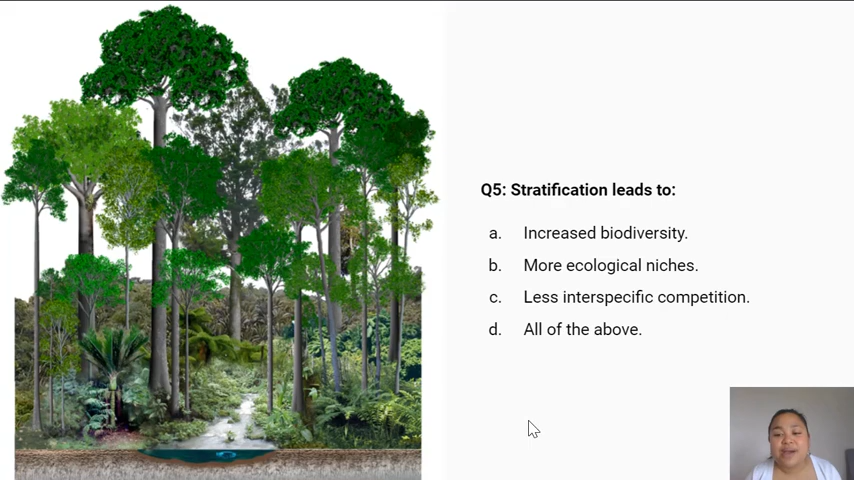 Q5: Stratification leads to:
a. Increased biodiversity.
b. More ecological niches.
c. Less interspecific competition.
d. All of the above.